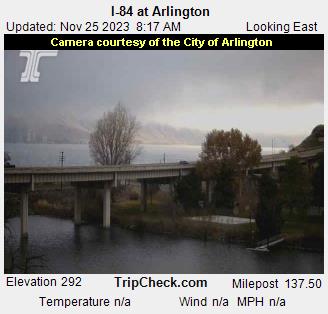 I-84 at Arlington
Updated: Nov 25 2023 8:17 AM Looking East
Camera courtesy of the City of Arlington
Elevation 292 TripCheck.com Milepost 137.50
Temperature n/a Wind n/a MPH n/a